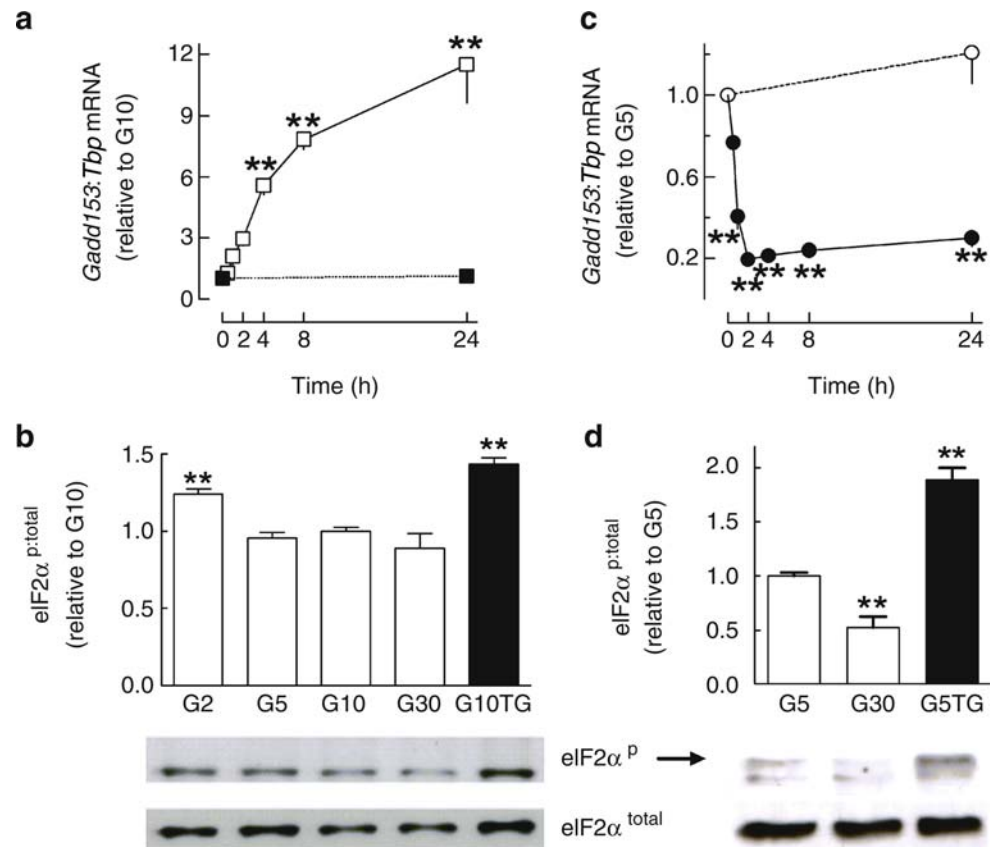 a
Gadd153:Tbp mRNA
(relative to G10)
12
9
6
3
0
**
**
**
0 2 4 8 24
Time (h)
c
Gadd153:Tbp mRNA
(relative to G5)
1.0
0.6
0.2
**
**
**
**
**
0 2 4 8 24
Time (h)
b
eIF2α p:total
(relative to G10)
1.5
1.0
0.5
0.0
**
**
G2 G5 G10 G30 G10TG
d
eIF2α p:total
(relative to G5)
2.0
1.5
1.0
0.5
0.0
**
**
G5 G30 G5TG
eIF2α p
eIF2α total